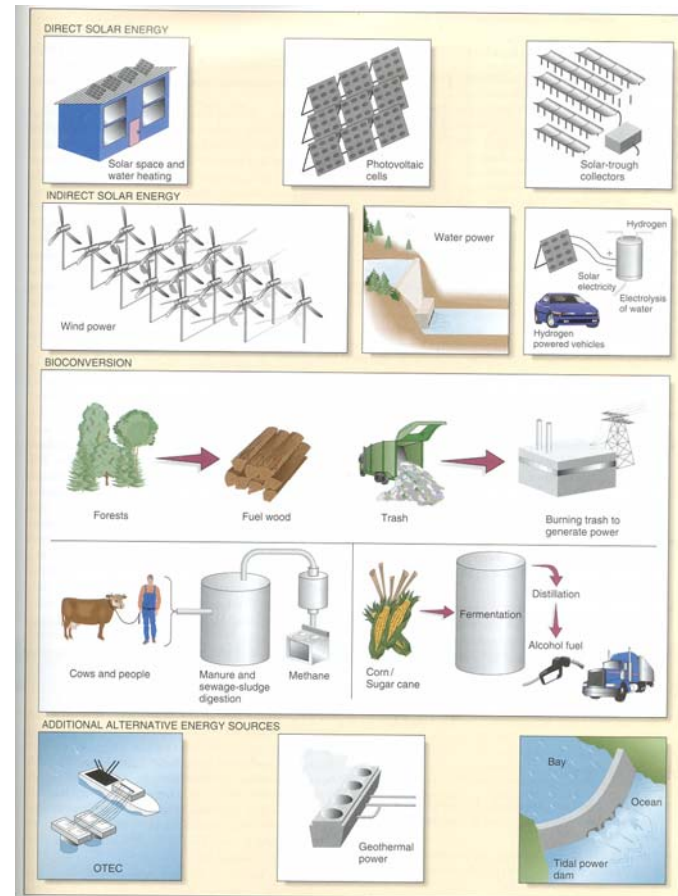 DIRECT SOLAR ENERGY
Solar space and
water heating
Photovoltaic
cells
Solar-trough
collectors
INDIRECT SOLAR ENERGY
Wind power
Water power
Hydrogen
+
−
Solar
electricity
Electrolysis
of water
Hydrogen
powered vehicles
BIOCONVERSION
Forests
Fuel wood
Trash
Burning trash to
generate power
Cows and people
Manure and
sewage-sludge
digestion
Methane
Corn/
Sugar cane
Fermentation
Distillation
Alcohol fuel
ADDITIONAL ALTERNATIVE ENERGY SOURCES
OTEC
Geothermal
power
Bay
Ocean
Tidal power
dam